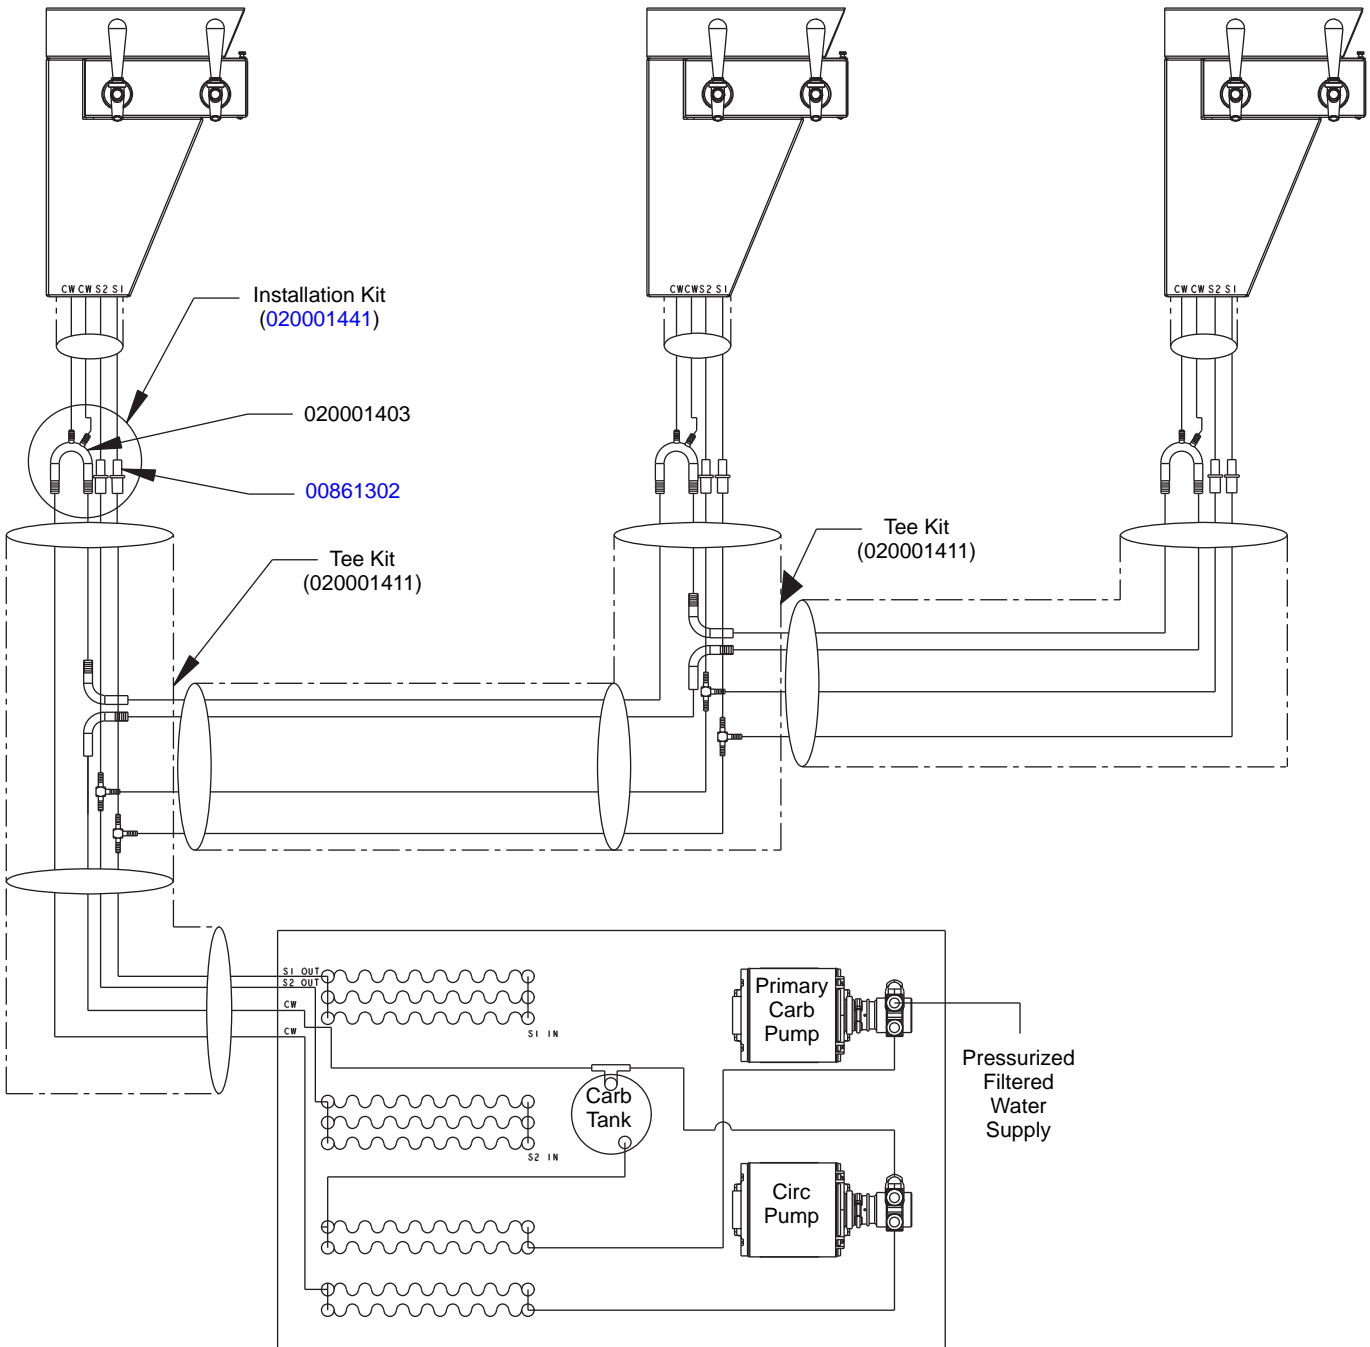 CW CW S2 S1
CWCWS2 S1
CW CW S2 S1
Installation Kit
(020001441)
020001403
00861302
Tee Kit
(020001411)
Tee Kit
(020001411)
S1 OUT
S2 OUT
CW
CW
S1 IN
S2 IN
Carb
Tank
Primary
Carb
Pump
Circ
Pump
Pressurized
Filtered
Water
Supply